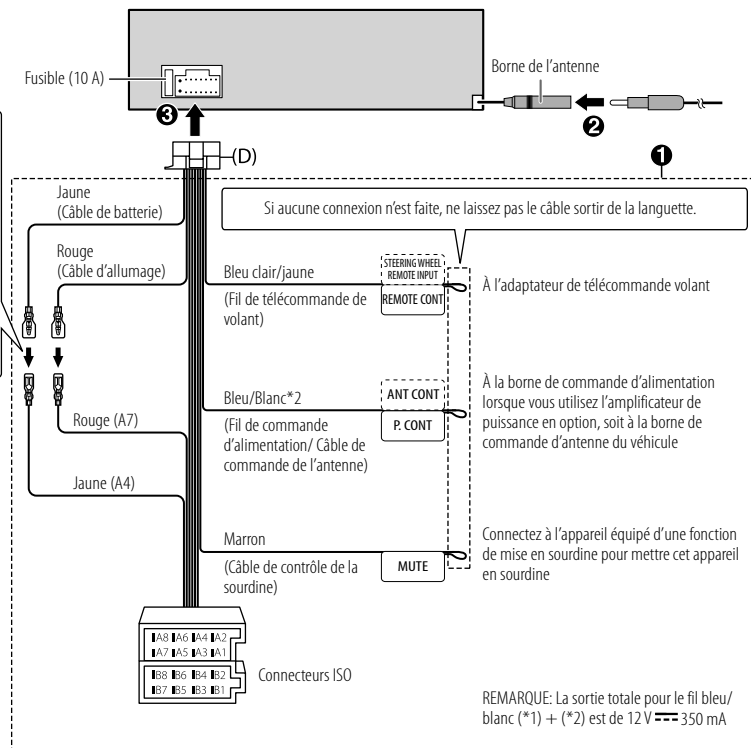 Fusible (10 A)
Borne de l'antenne
❸
❷
(D)
❶
Jaune
(Câble de batterie)
Si aucune connexion n'est faite, ne laissez pas le câble sortir de la languette.
Rouge
(Câble d'allumage)
Bleu clair/jaune
(Fil de télécommande de
volant)
STEERING WHEEL
REMOTE INPUT
REMOTE CONT
À l'adaptateur de télécommande volant
Bleu/Blanc*2
(Fil de commande
d'alimentation/ Câble de
commande de l'antenne)
ANT CONT
P. CONT
À la borne de commande d'alimentation
lorsque vous utilisez l'amplificateur de
puissance en option, soit à la borne de
commande d'antenne du véhicule
Rouge (A7)
Jaune (A4)
Marron
(Câble de contrôle de la
sourdine)
MUTE
Connectez à l'appareil équipé d'une fonction
de mise en sourdine pour mettre cet appareil
en sourdine
A8 A6 A4 A2
A7 A5 A3 A1
B8 B6 B4 B2
B7 B5 B3 B1
Connecteurs ISO
REMARQUE: La sortie totale pour le fil bleu/
blanc (*1) + (*2) est de 12 V ⎓ 350 mA